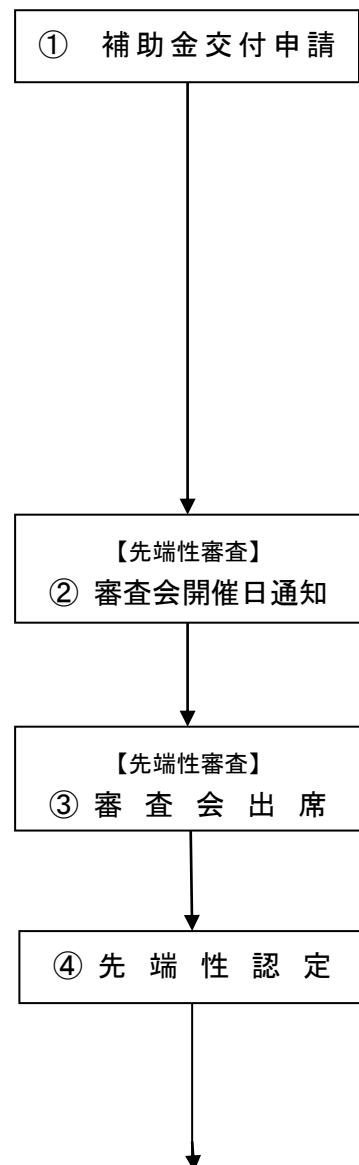 ① 補助金交付申請
【先端性審査】
② 審査会開催日通知
【先端性審査】
③ 審査会出席
④ 先端性認定